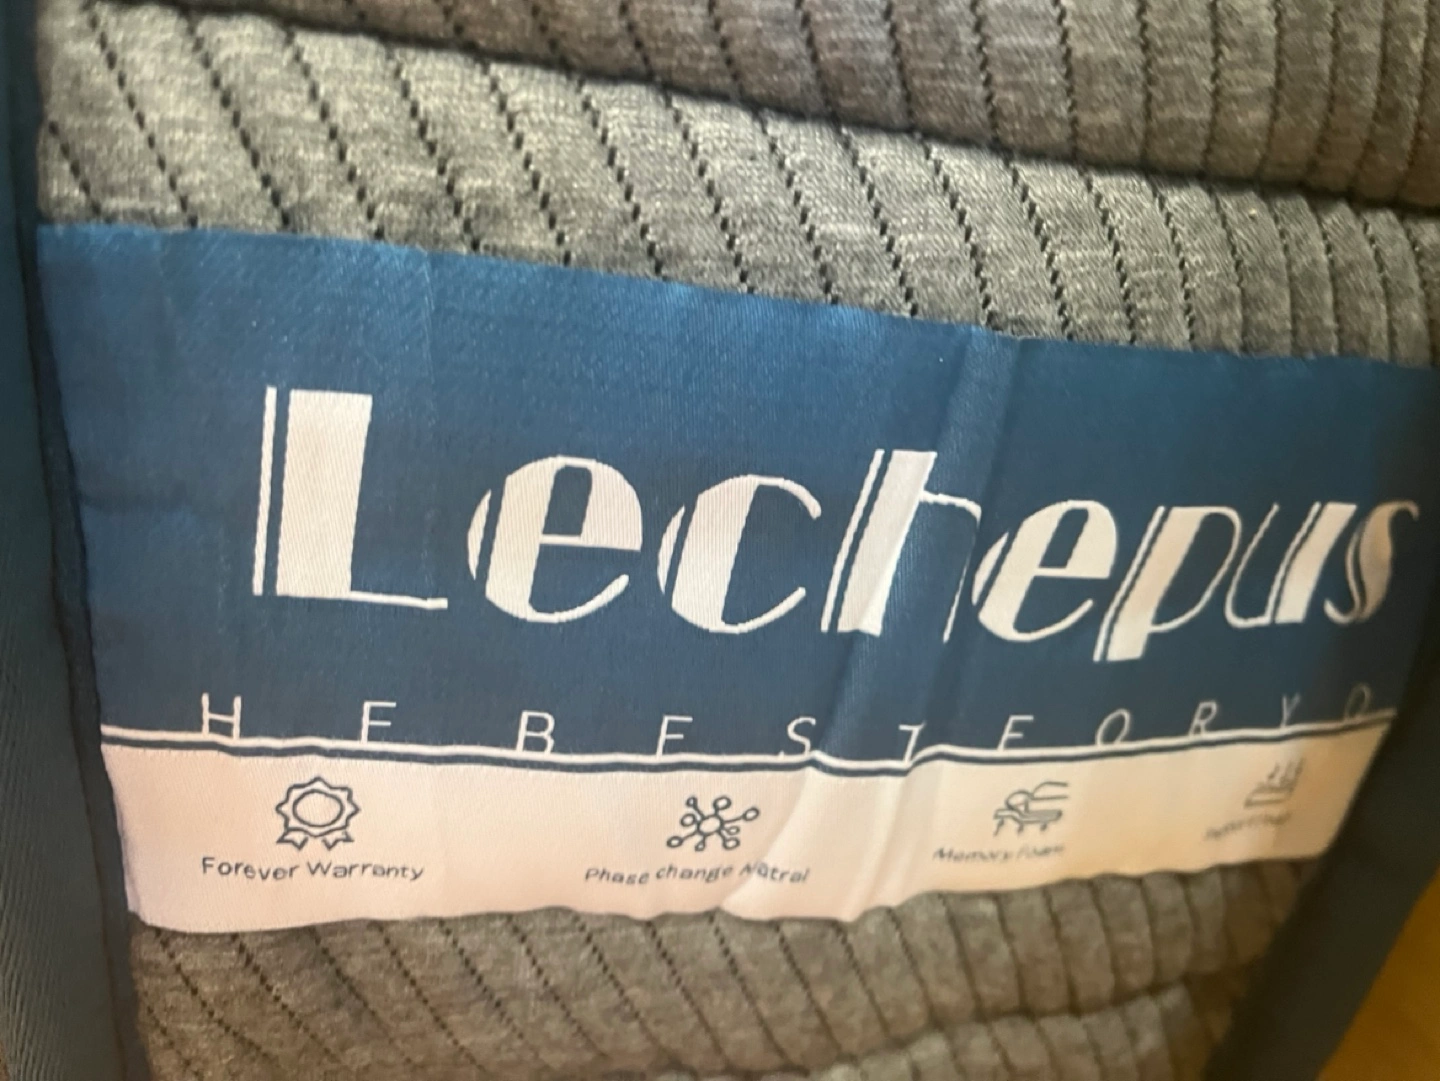 Lechepus
H E B E S T F O R Y O
Forever Warranty
Phase change Natral
Memory Foam